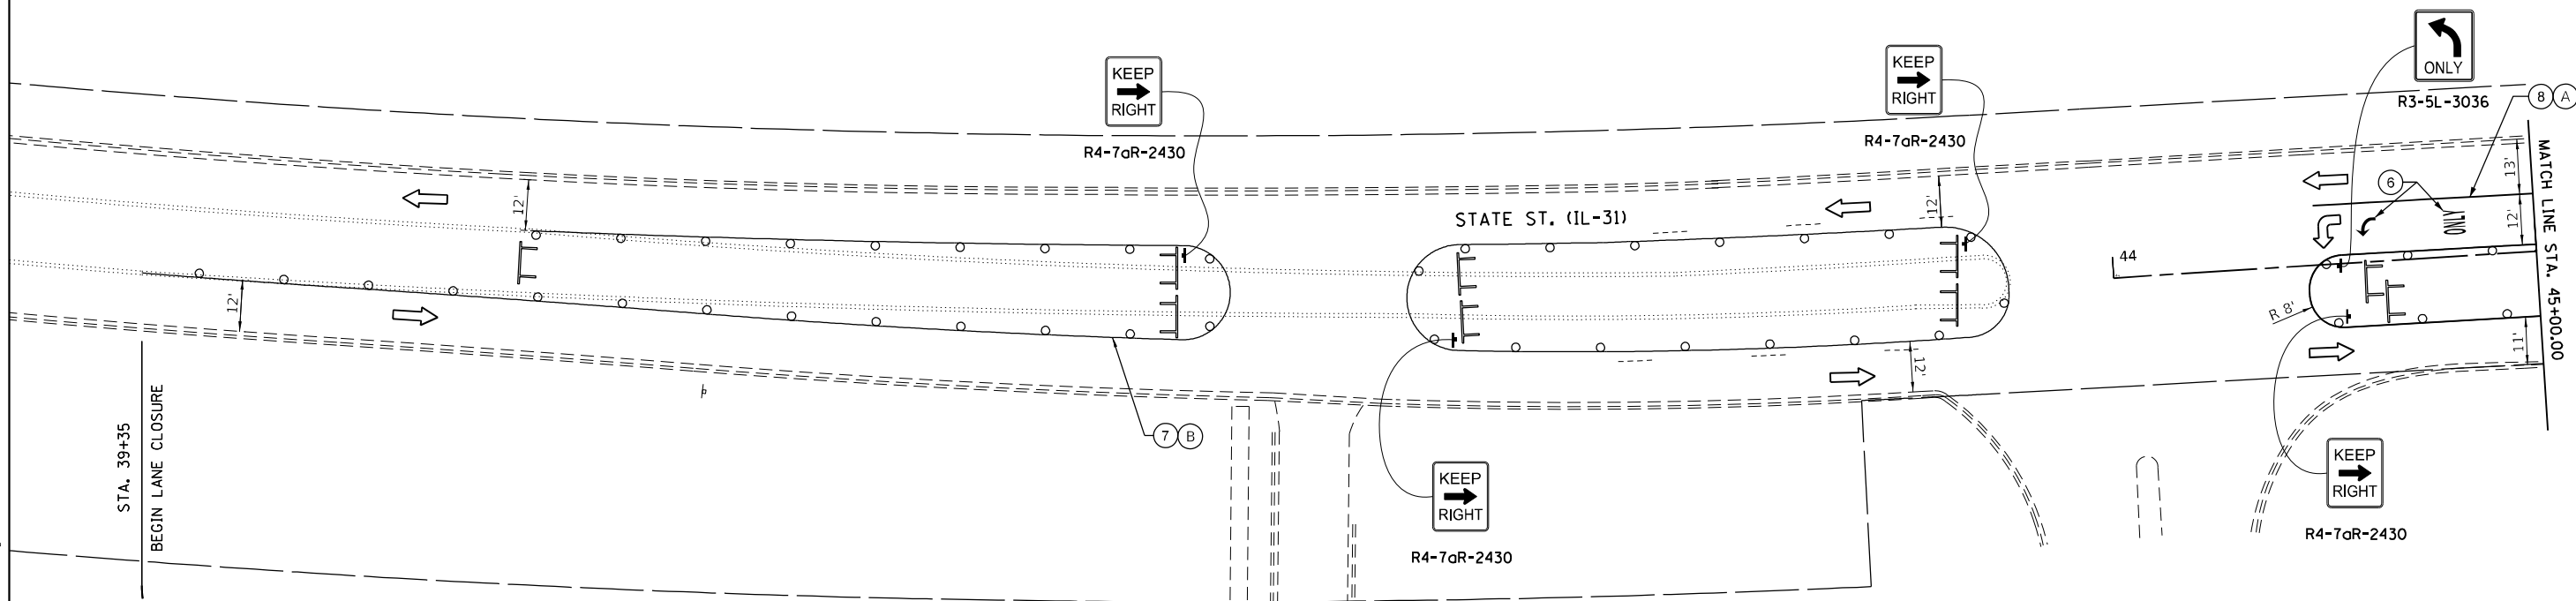 KEEP
RIGHT
R4-7aR-2430
KEEP
RIGHT
R4-7aR-2430
ONLY
R3-5L-3036
8 A
MATCH LINE STA. 45+00.00
13'
12'
11'
6
ONLY
12'
12'
STATE ST. (IL-31)
44
R 8'
12'
12'
7 B
STA. 39+35
BEGIN LANE CLOSURE
KEEP
RIGHT
R4-7aR-2430
KEEP
RIGHT
R4-7aR-2430